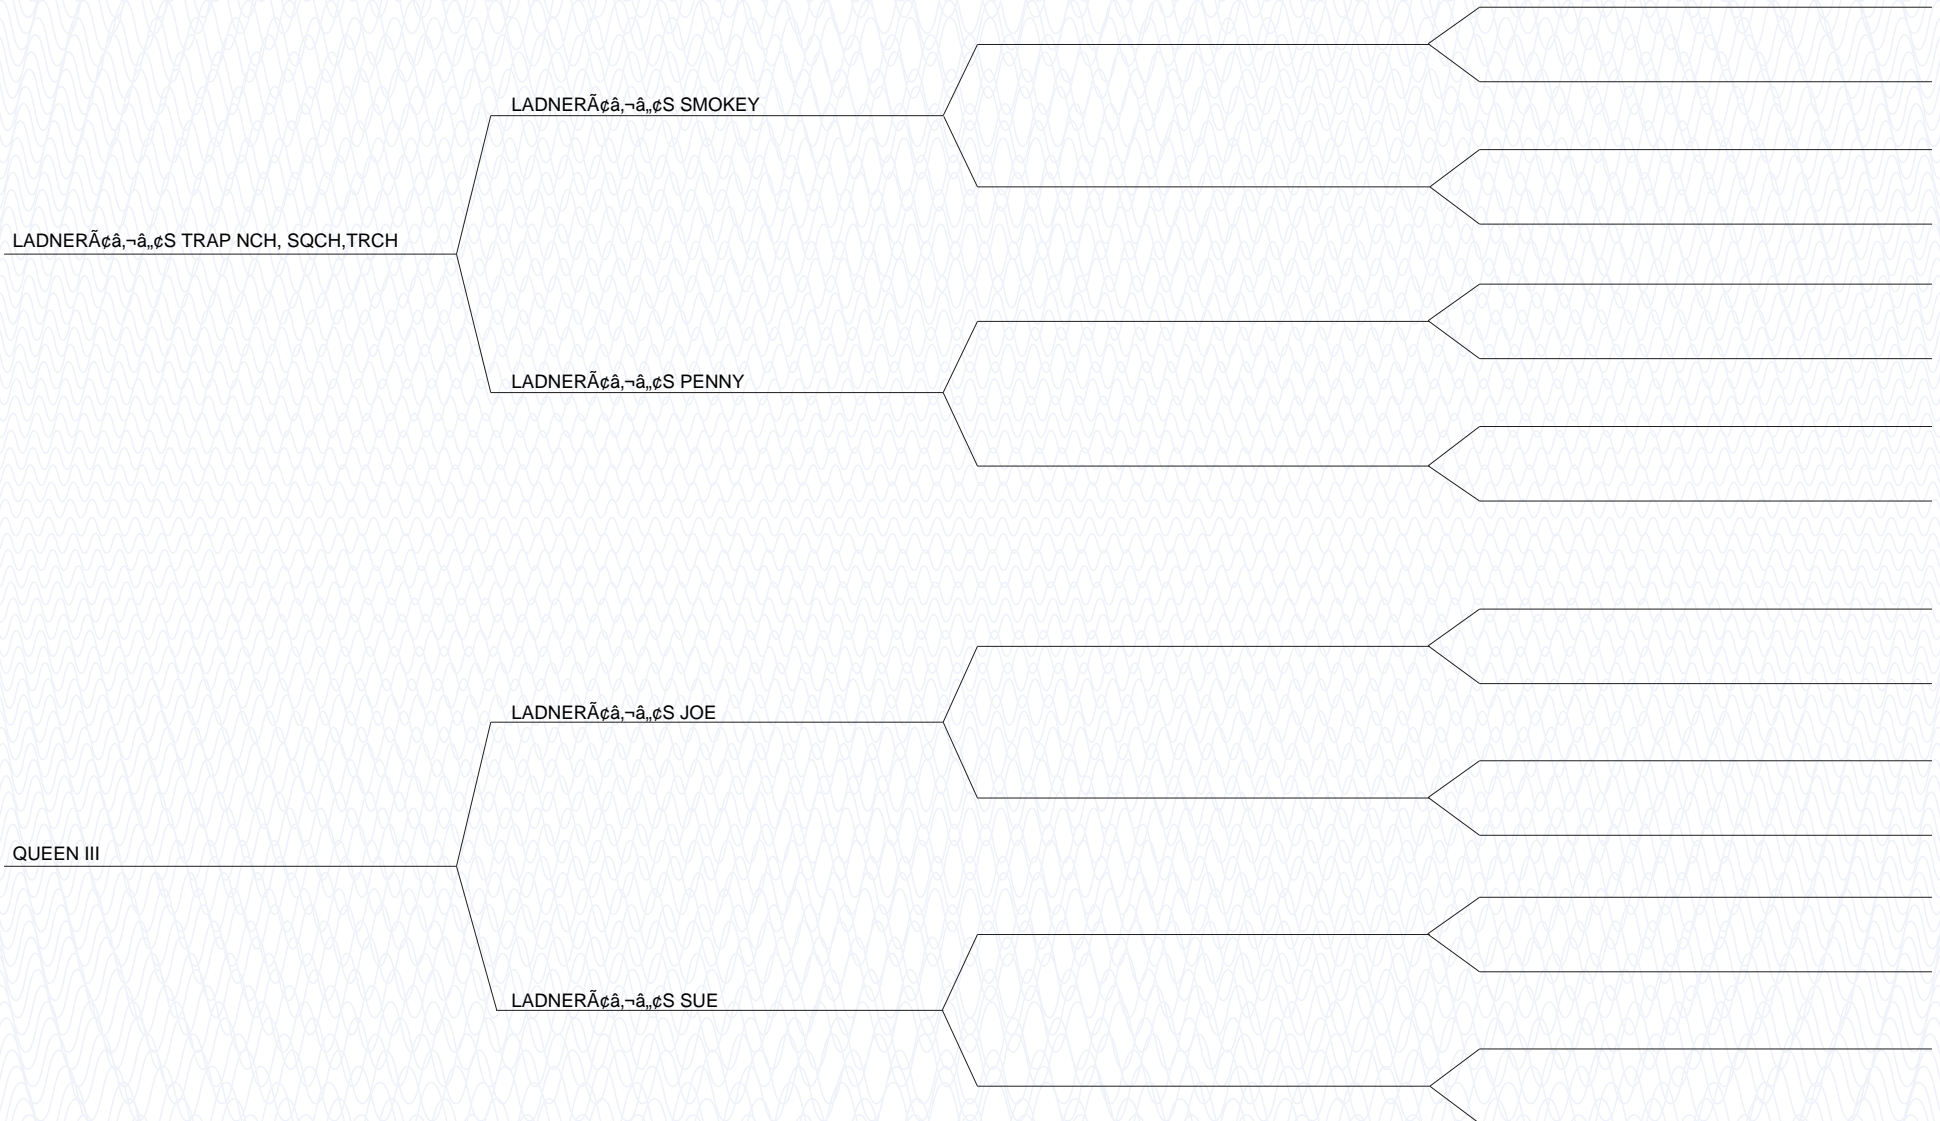 LADNERÃ¢â‚¬â„¢S SMOKEY
LADNERÃ¢â‚¬â„¢S TRAP NCH, SQCH,TRCH
LADNERÃ¢â‚¬â„¢S PENNY
LADNERÃ¢â‚¬â„¢S JOE
QUEEN III
LADNERÃ¢â‚¬â„¢S SUE